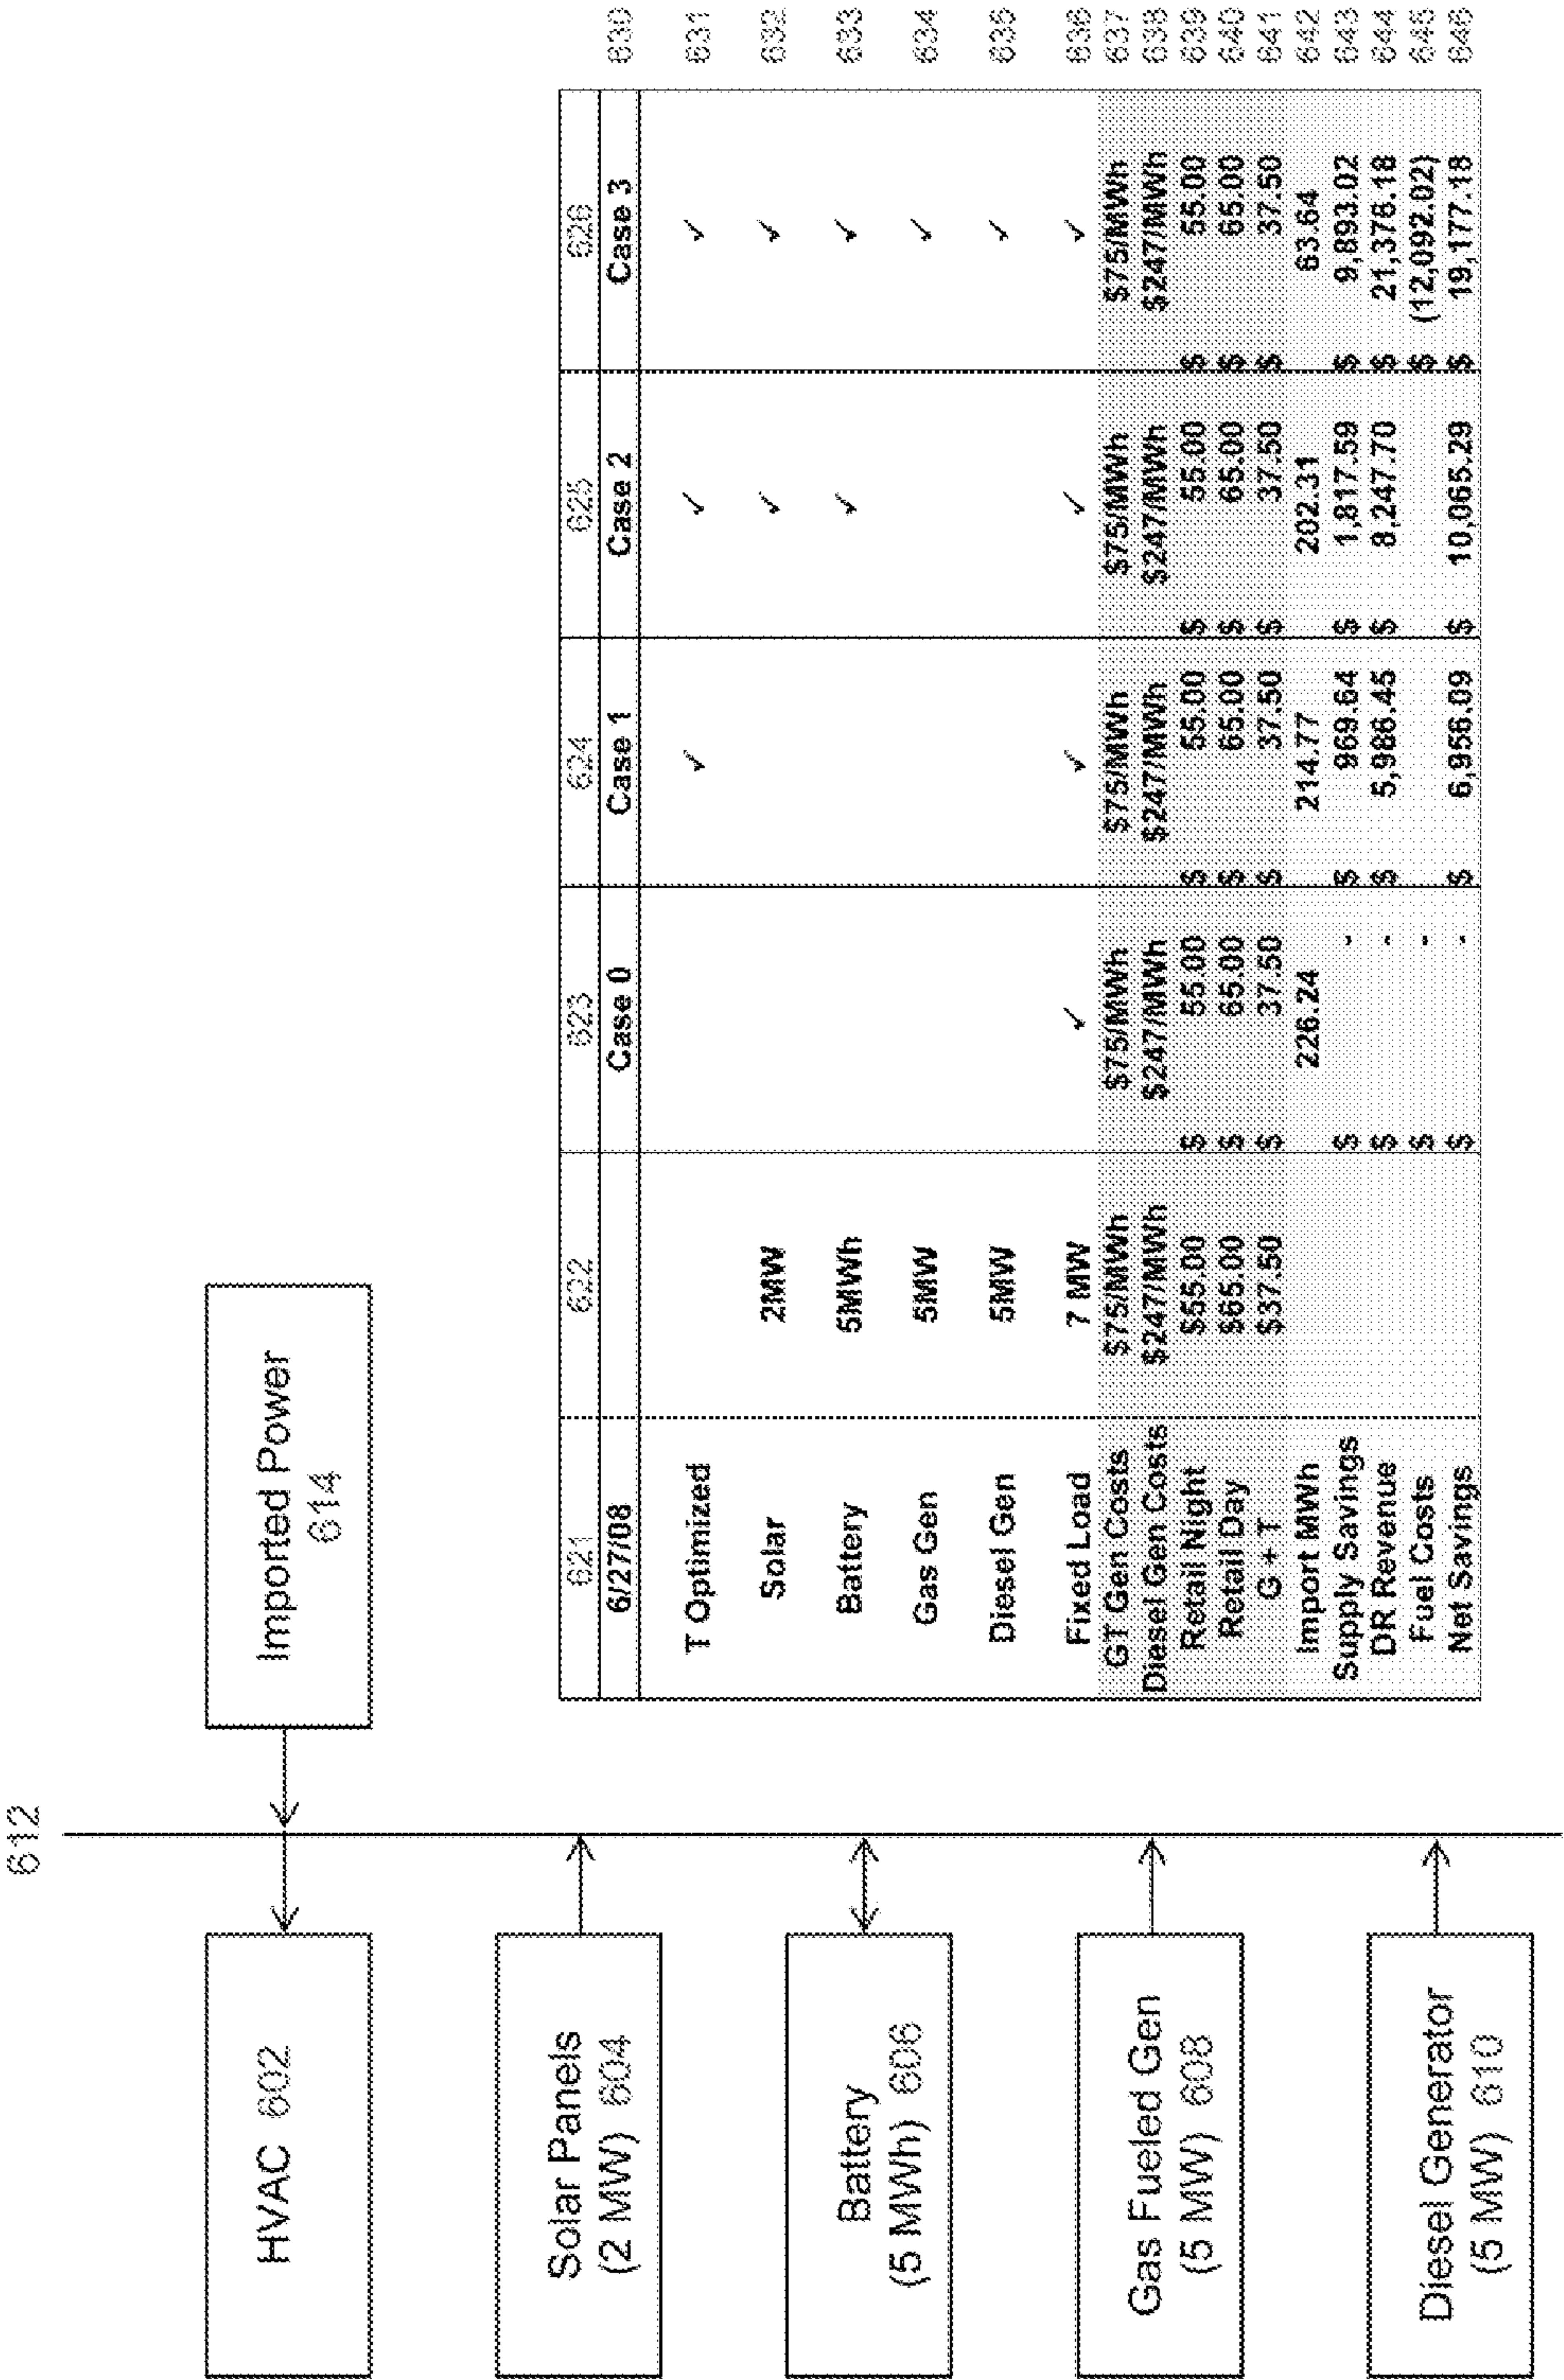 612
HVAC 602
Solar Panels
(2 MW) 604
Battery
(5 MWh) 606
Gas Fueled Gen
(5 MW) 608
Diesel Generator
(5 MW) 610
Imported Power
614
621 622 623 624 625 626
6/27/08 Case 0 Case 1 Case 2 Case 3 630
T Optimized ✓ ✓ ✓ 631
Solar 2MW ✓ ✓ 632
Battery 5MWh ✓ ✓ 633
Gas Gen 5MW ✓ 634
Diesel Gen 5MW ✓ 635
Fixed Load 7 MW ✓ ✓ ✓ ✓ 636
GT Gen Costs $75/MWh $75/MWh $75/MWh $75/MWh $75/MWh 637
Diesel Gen Costs $247/MWh $247/MWh $247/MWh $247/MWh $247/MWh 638
Retail Night $55.00 $ 55.00 $ 55.00 $ 55.00 $ 55.00 639
Retail Day $65.00 $ 65.00 $ 65.00 $ 65.00 $ 65.00 640
G + T $37.50 $ 37.50 $ 37.50 $ 37.50 $ 37.50 641
Import MWh 226.24 214.77 202.31 63.64 642
Supply Savings $ - $ 969.64 $ 1,817.59 $ 9,893.02 643
DR Revenue $ - $ 5,986.45 $ 8,247.70 $ 21,376.18 644
Fuel Costs $ - $ (12,092.02) 645
Net Savings $ - $ 6,956.09 $ 10,065.29 $ 19,177.18 646